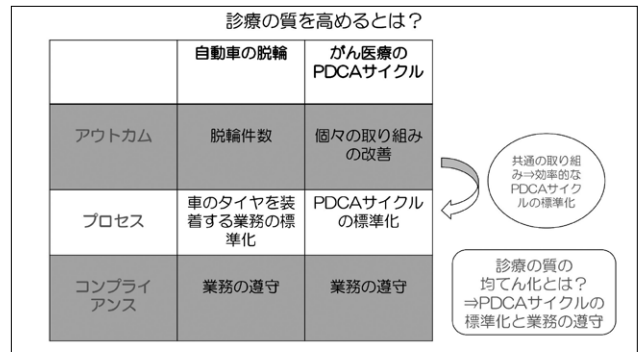 診療の質を高めるとは？
自動車の脱輪
がん医療の
PDCAサイクル
アウトカム
脱輪件数
個々の取り組み
の改善
プロセス
車のタイヤを装
着する業務の標
準化
PDCAサイクル
の標準化
コンプライ
アンス
業務の遵守
業務の遵守
共通の取り組
み⇒効率的な
PDCAサイク
ルの標準化
診療の質の
均てん化とは？
⇒PDCAサイクルの
標準化と業務の遵守